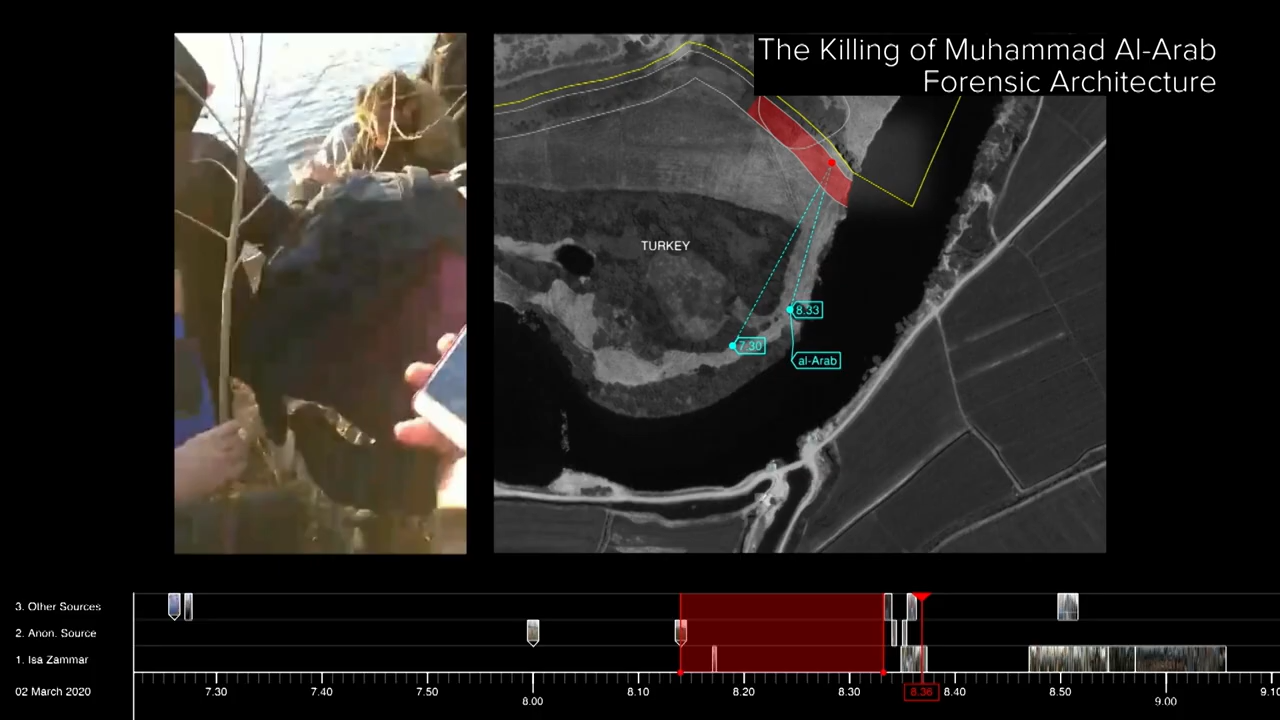 The Killing of Muhammad Al-Arab
Forensic Architecture
TURKEY
8.33
7.30
al-Arab
3. Other Sources
2. Anon. Source
1. Isa Zammar
02 March 2020
7.30 7.40 7.50 8.00 8.10 8.20 8.30 8.36 8.40 8.50 9.00 9.10